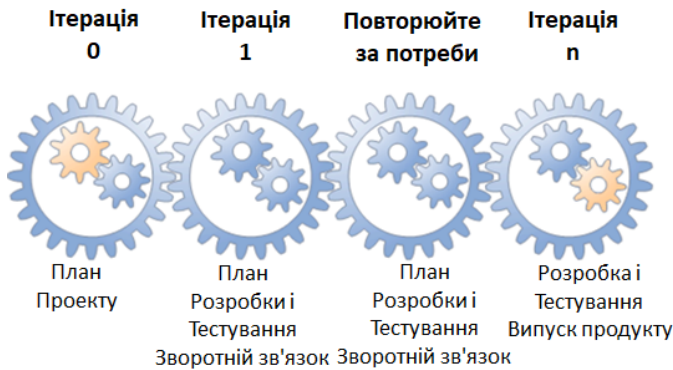 Ітерація
0
Ітерація
1
Повторюйте
за потреби
Ітерація
n
План
Проекту
План
Розробки і
Тестування
Зворотній зв'язок
План
Розробки і
Тестування
Зворотній зв'язок
Розробка і
Тестування
Випуск продукту